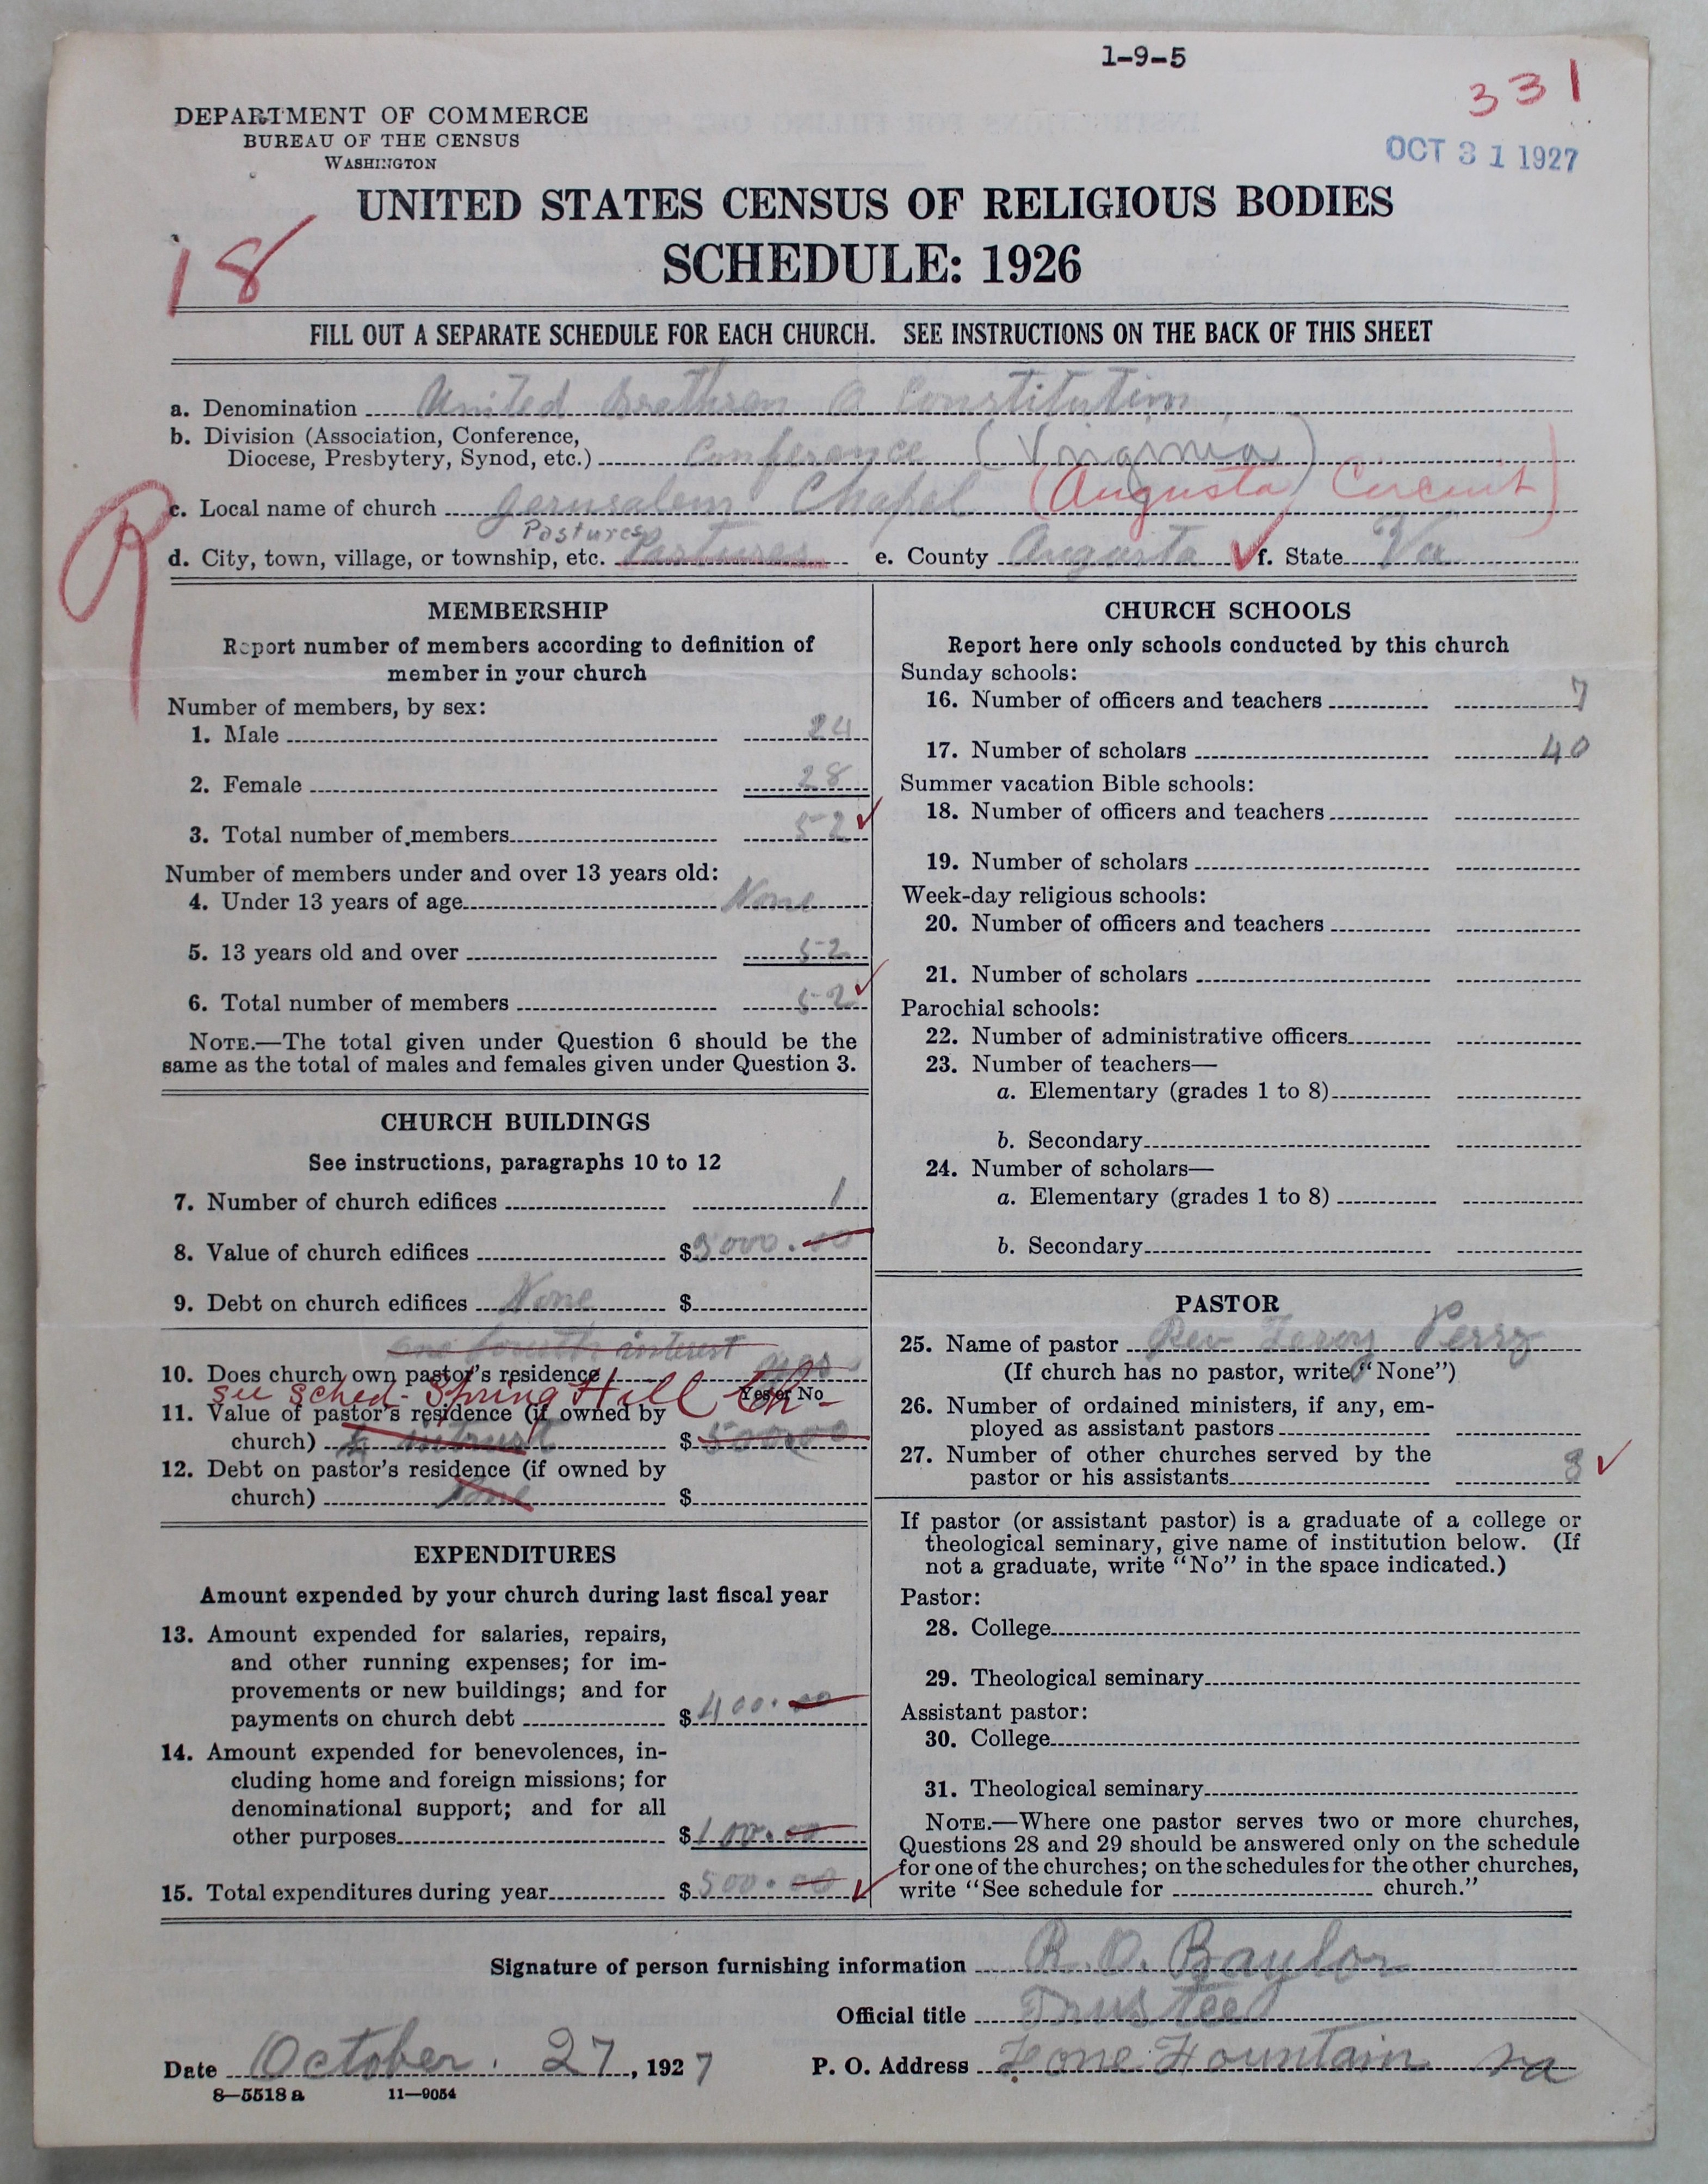 1-9-5
331
DEPARTMENT OF COMMERCE
BUREAU OF THE CENSUS
WASHINGTON
OCT 31 1927
UNITED STATES CENSUS OF RELIGIOUS BODIES
18
SCHEDULE: 1926
FILL OUT A SEPARATE SCHEDULE FOR EACH CHURCH. SEE INSTRUCTIONS ON THE BACK OF THIS SHEET
a. Denomination United Brethren O Constitution
b. Division (Association, Conference,
Diocese, Presbytery, Synod, etc.) Conference (Virginia)
R
c. Local name of church Jerusalem Chapel (Augusta Circuit)
Pastures
d. City, town, village, or township, etc. Pastures e. County Augusta f. State Va
MEMBERSHIP
Report number of members according to definition of
member in your church
Number of members, by sex:
1. Male 24
2. Female 28
3. Total number of members 52
Number of members under and over 13 years old:
4. Under 13 years of age None
5. 13 years old and over 52
6. Total number of members 52
NOTE.—The total given under Question 6 should be the
same as the total of males and females given under Question 3.
CHURCH BUILDINGS
See instructions, paragraphs 10 to 12
7. Number of church edifices 1
8. Value of church edifices $3000.00
9. Debt on church edifices None $
one fourth interest
10. Does church own pastor's residence yes
Yes or No
see sched- Spring Hill Ch-
11. Value of pastor's residence (if owned by
church) ¼ intrust $500.00
12. Debt on pastor's residence (if owned by
church) None $
EXPENDITURES
Amount expended by your church during last fiscal year
13. Amount expended for salaries, repairs,
and other running expenses; for im-
provements or new buildings; and for
payments on church debt $400.00
14. Amount expended for benevolences, in-
cluding home and foreign missions; for
denominational support; and for all
other purposes $100.00
15. Total expenditures during year $500.00
CHURCH SCHOOLS
Report here only schools conducted by this church
Sunday schools:
16. Number of officers and teachers 7
17. Number of scholars 40
Summer vacation Bible schools:
18. Number of officers and teachers
19. Number of scholars
Week-day religious schools:
20. Number of officers and teachers
21. Number of scholars
Parochial schools:
22. Number of administrative officers
23. Number of teachers—
a. Elementary (grades 1 to 8)
b. Secondary
24. Number of scholars—
a. Elementary (grades 1 to 8)
b. Secondary
PASTOR
25. Name of pastor Rev Leroy Perry
(If church has no pastor, write "None")
26. Number of ordained ministers, if any, em-
ployed as assistant pastors
27. Number of other churches served by the
pastor or his assistants 3
If pastor (or assistant pastor) is a graduate of a college or
theological seminary, give name of institution below. (If
not a graduate, write "No" in the space indicated.)
Pastor:
28. College
29. Theological seminary
Assistant pastor:
30. College
31. Theological seminary
NOTE.—Where one pastor serves two or more churches,
Questions 28 and 29 should be answered only on the schedule
for one of the churches; on the schedules for the other churches,
write "See schedule for church."
Signature of person furnishing information R. O. Baylor
Official title Trustee
Date October. 27, 1927 P. O. Address Lone Fountain va
8—5518 a 11—9054